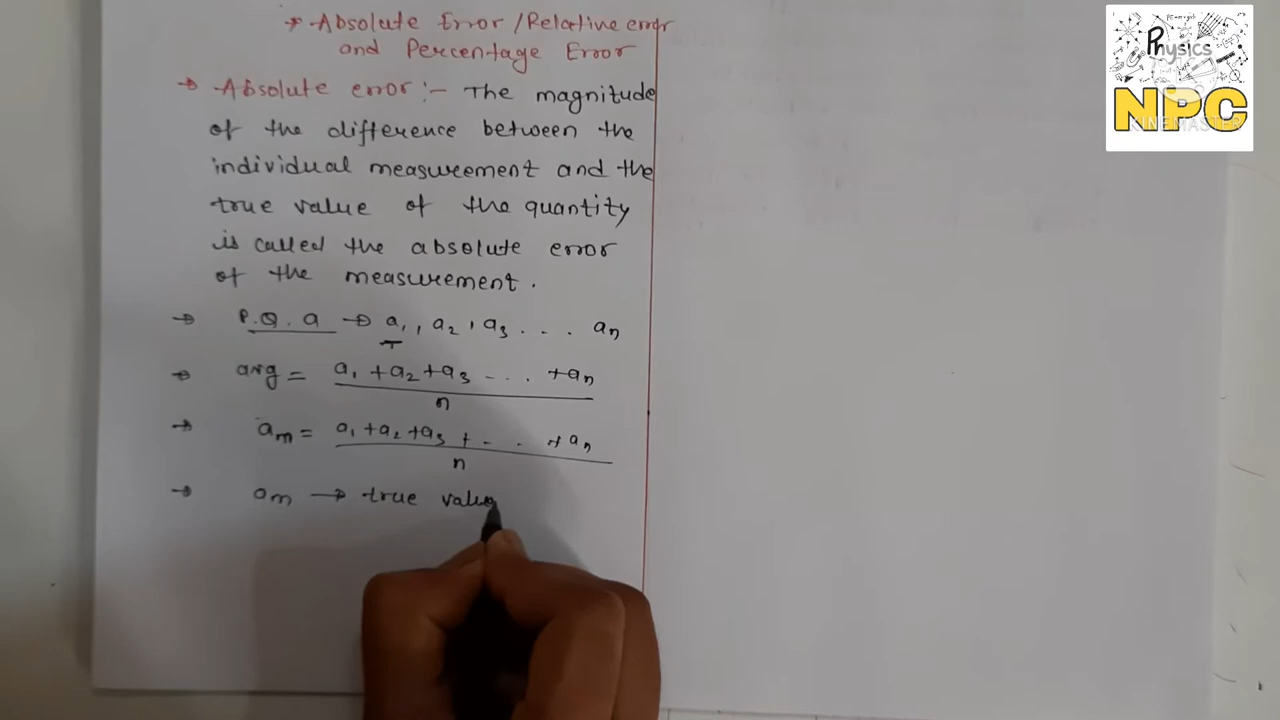 * Absolute Error / Relative error
and Percentage Error
→ Absolute error :- The magnitude
of the difference between the
individual measurement and the
true value of the quantity
is called the absolute error
of the measurement.
→ P.Q. a → a₁, a₂, a₃ . . . aₙ
→ avg = a₁ + a₂ + a₃ - . . . + aₙ
n
→ aₘ = a₁ + a₂ + a₃ + - . . + aₙ
n
→ aₘ → true value
Physics
NPC
KINEMASTER